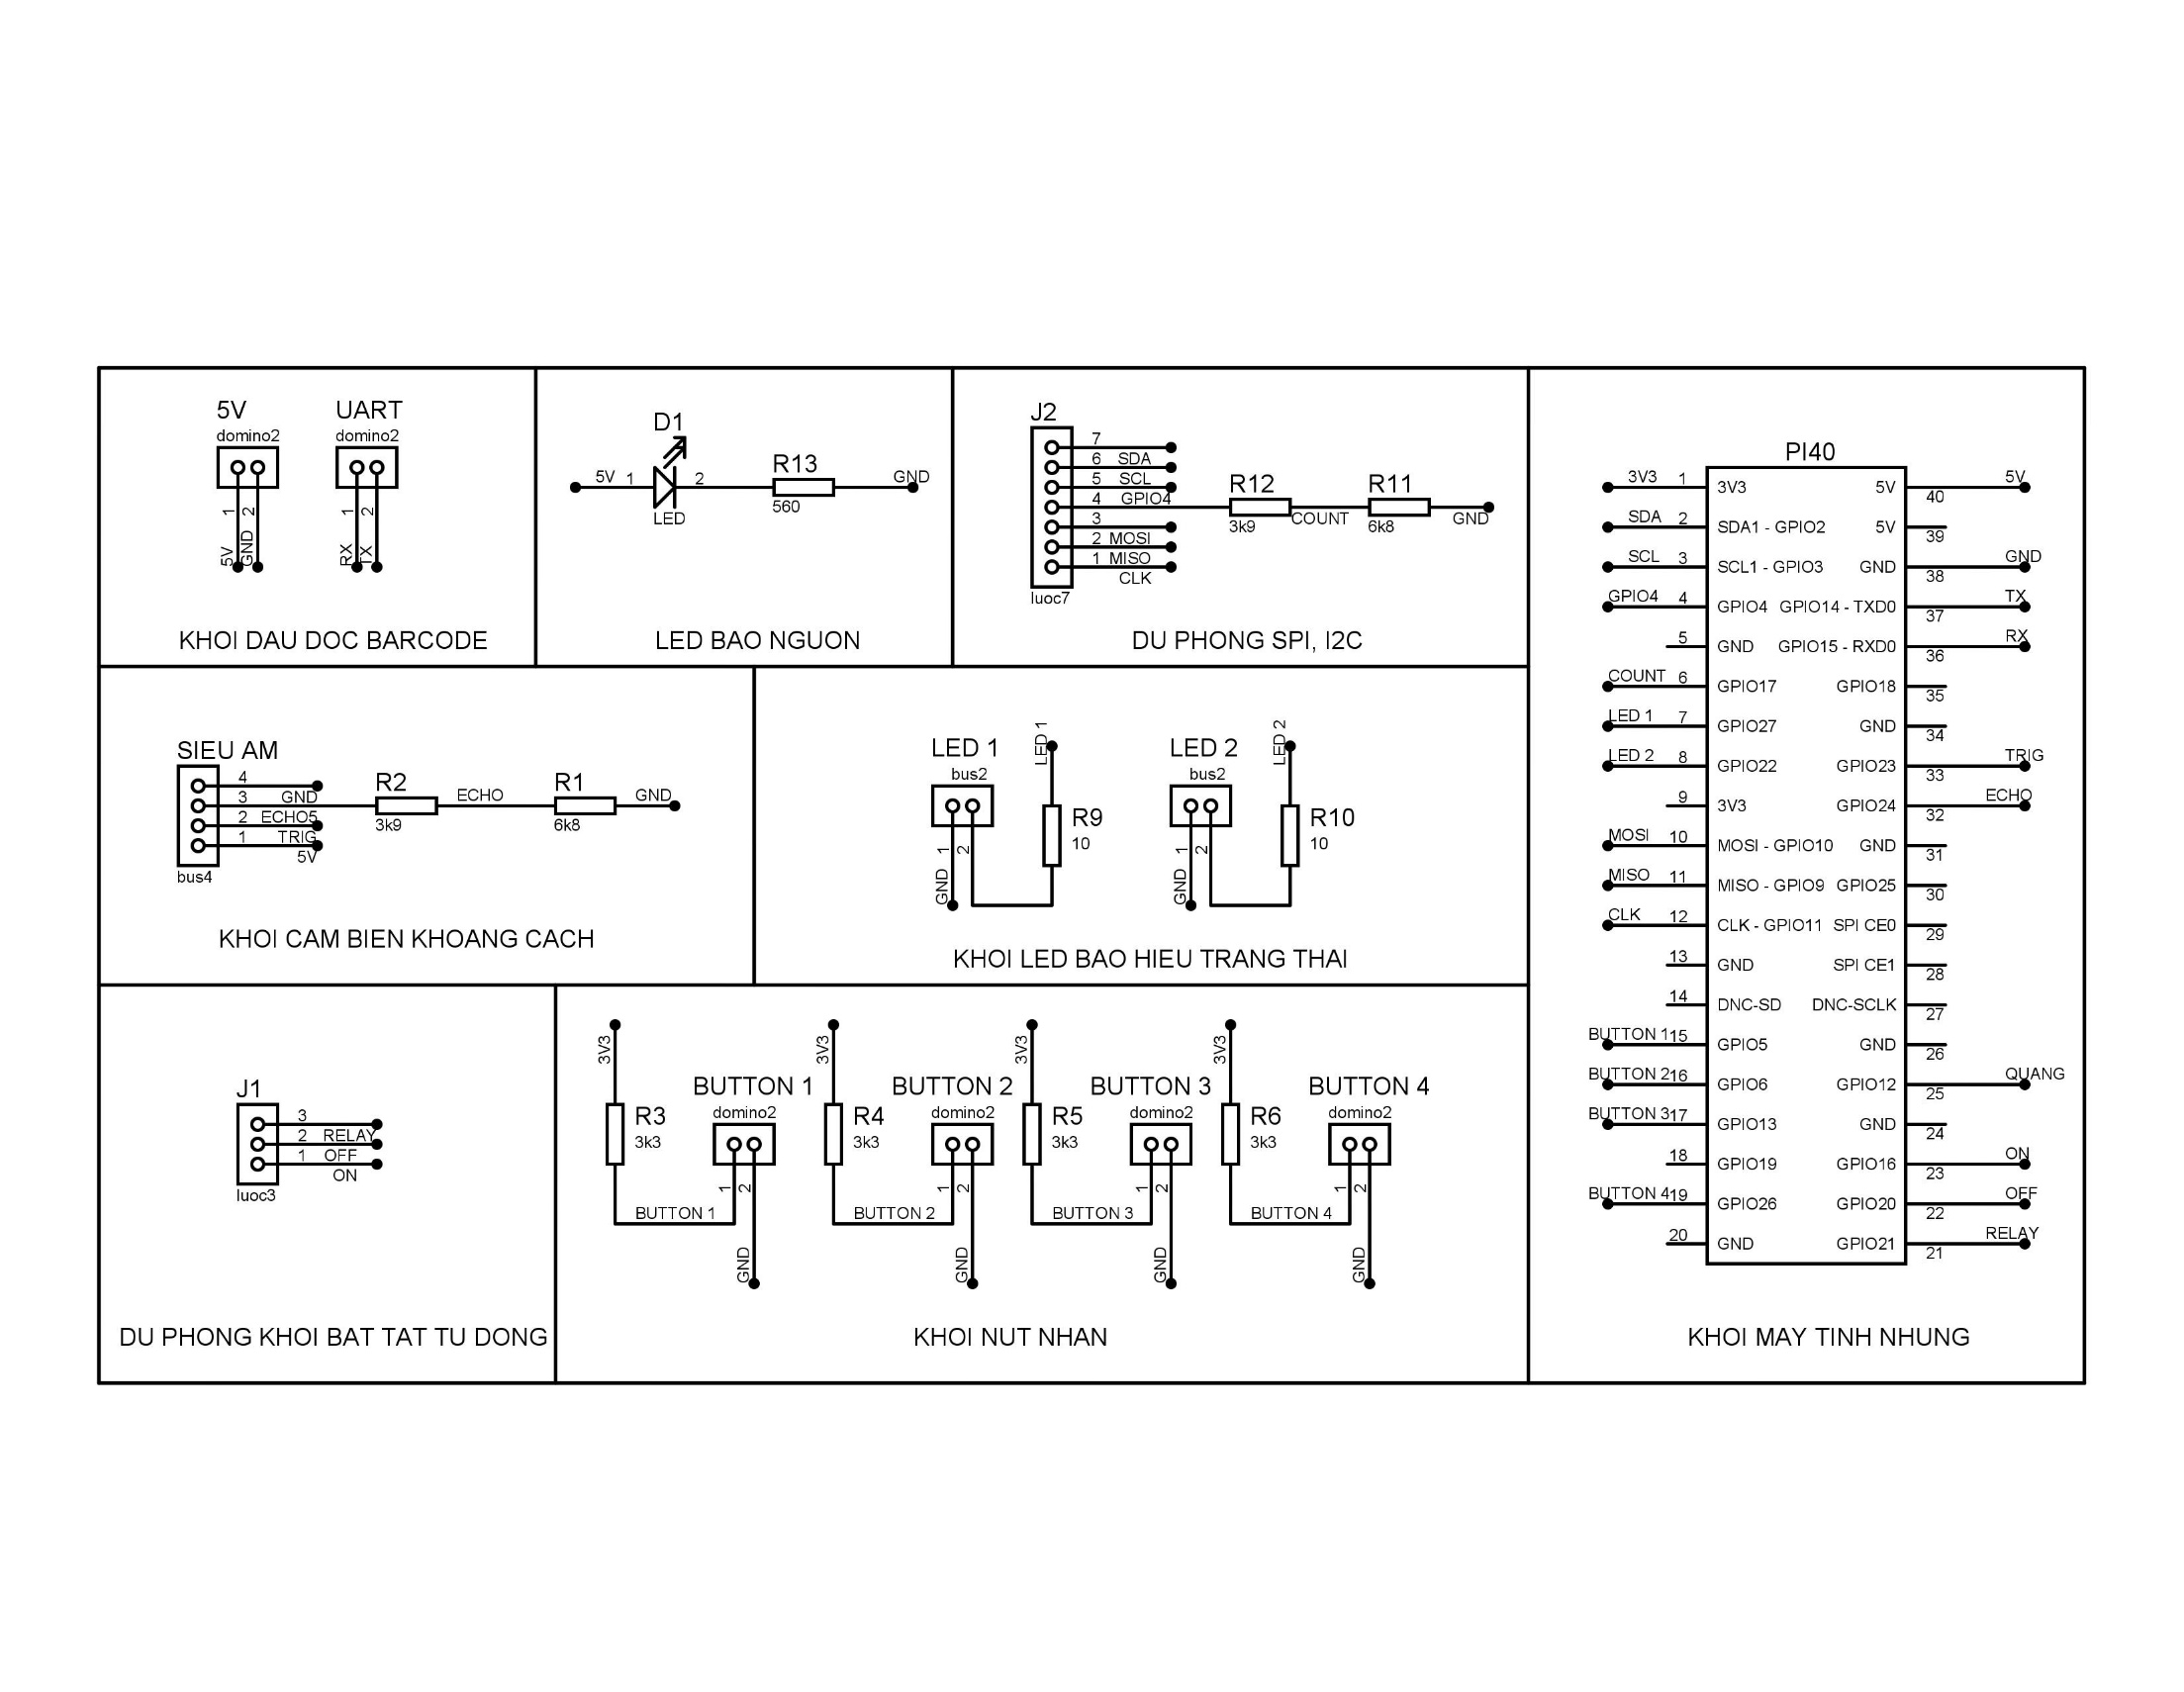 5V
domino2
1
2
5V
GND
UART
domino2
1
2
RX
TX
KHOI DAU DOC BARCODE
D1
5V 1
2
LED
R13
560
GND
LED BAO NGUON
J2
7
6 SDA
5 SCL
4 GPIO4
3
2 MOSI
1 MISO
CLK
luoc7
R12
3k9
COUNT
R11
6k8
GND
DU PHONG SPI, I2C
SIEU AM
4
3 GND
2 ECHO5
1 TRIG
5V
bus4
R2
3k9
ECHO
R1
6k8
GND
KHOI CAM BIEN KHOANG CACH
LED 1
bus2
1
2
GND
LED 1
R9
10
LED 2
bus2
1
2
GND
LED 2
R10
10
KHOI LED BAO HIEU TRANG THAI
J1
3
2 RELAY
1 OFF
ON
luoc3
DU PHONG KHOI BAT TAT TU DONG
3V3
R3
3k3
BUTTON 1
domino2
1
2
BUTTON 1
GND
3V3
R4
3k3
BUTTON 2
domino2
1
2
BUTTON 2
GND
3V3
R5
3k3
BUTTON 3
domino2
1
2
BUTTON 3
GND
3V3
R6
3k3
BUTTON 4
domino2
1
2
BUTTON 4
GND
KHOI NUT NHAN
PI40
3V3 1 3V3 5V 40 5V
SDA 2 SDA1 - GPIO2 5V 39
SCL 3 SCL1 - GPIO3 GND 38 GND
GPIO4 4 GPIO4 GPIO14 - TXD0 37 TX
5 GND GPIO15 - RXD0 36 RX
COUNT 6 GPIO17 GPIO18 35
LED 1 7 GPIO27 GND 34
LED 2 8 GPIO22 GPIO23 33 TRIG
9 3V3 GPIO24 32 ECHO
MOSI 10 MOSI - GPIO10 GND 31
MISO 11 MISO - GPIO9 GPIO25 30
CLK 12 CLK - GPIO11 SPI CE0 29
13 GND SPI CE1 28
14 DNC-SD DNC-SCLK 27
BUTTON 1 15 GPIO5 GND 26
BUTTON 2 16 GPIO6 GPIO12 25 QUANG
BUTTON 3 17 GPIO13 GND 24
18 GPIO19 GPIO16 23 ON
BUTTON 4 19 GPIO26 GPIO20 22 OFF
20 GND GPIO21 21 RELAY
KHOI MAY TINH NHUNG